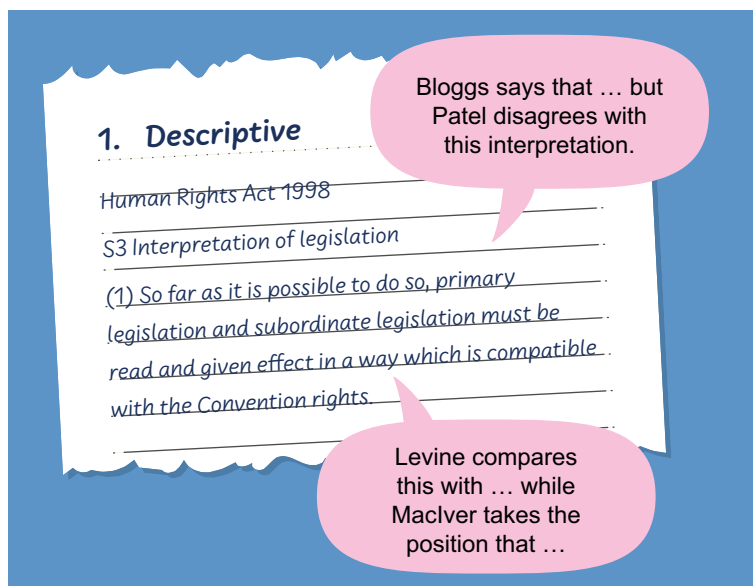 Bloggs says that … but
Patel disagrees with
this interpretation.
1. Descriptive
Human Rights Act 1998
S3 Interpretation of legislation
(1) So far as it is possible to do so, primary
legislation and subordinate legislation must be
read and given effect in a way which is compatible
with the Convention rights.
Levine compares
this with … while
MacIver takes the
position that …